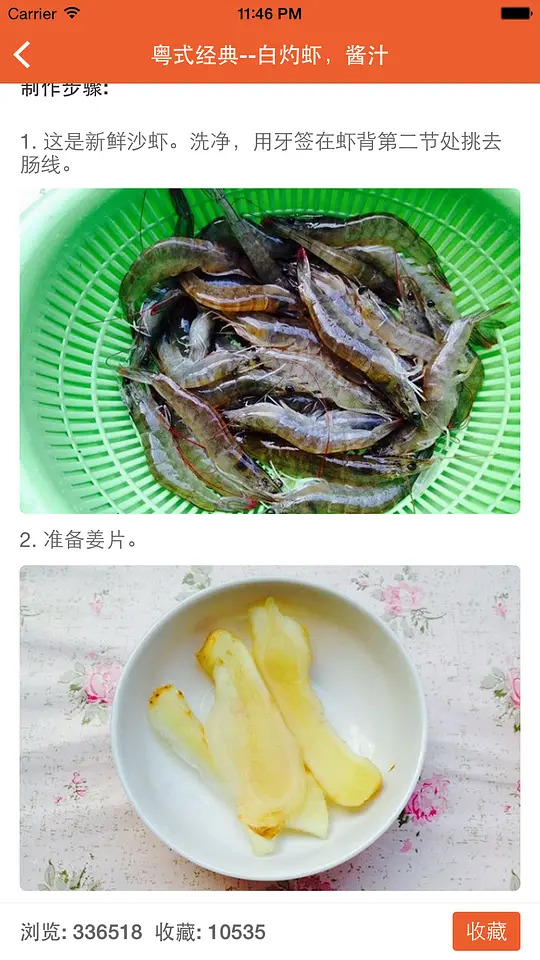 Carrier 11:46 PM
粤式经典--白灼虾，酱汁
制作步骤:
1. 这是新鲜沙虾。洗净，用牙签在虾背第二节处挑去
肠线。
2. 准备姜片。
浏览: 336518 收藏: 10535 收藏